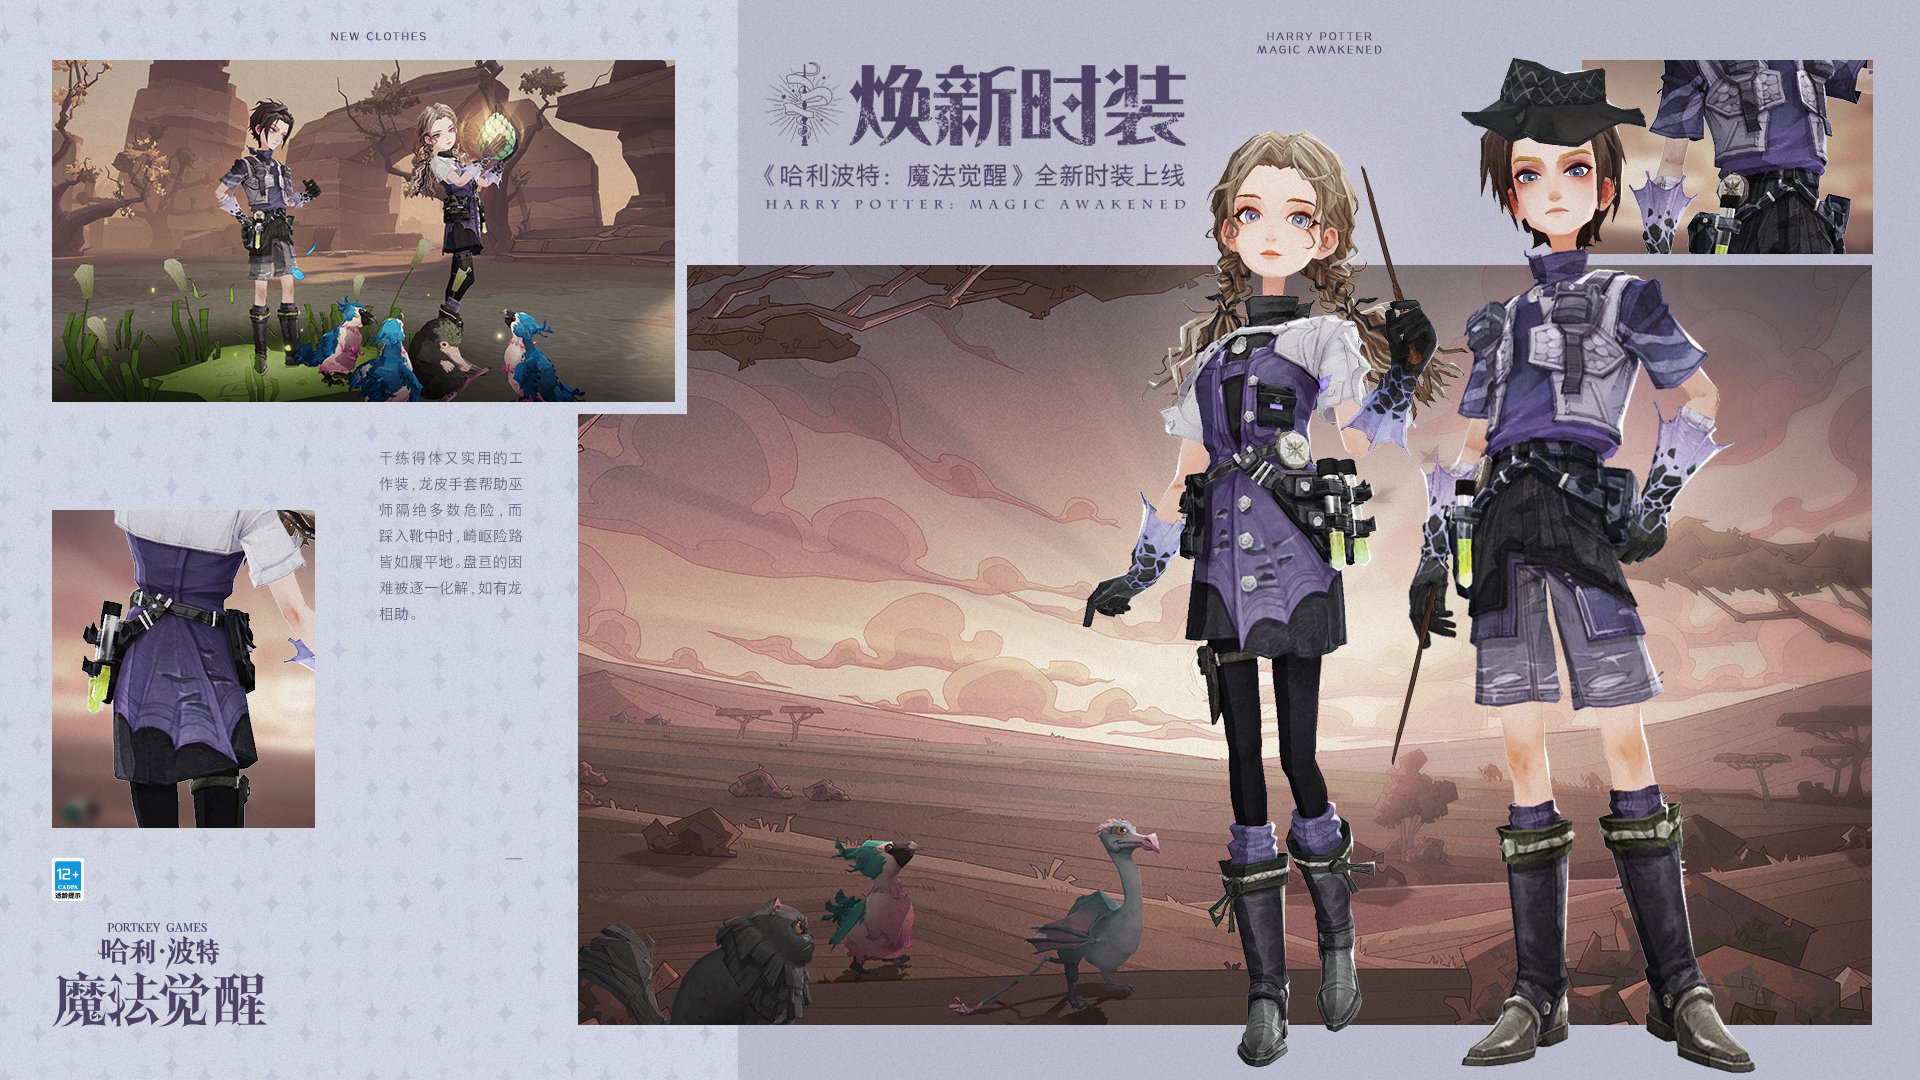 NEW CLOTHES
HARRY POTTER
MAGIC AWAKENED
焕新时装
《哈利波特：魔法觉醒》全新时装上线
HARRY POTTER: MAGIC AWAKENED
干练得体又实用的工
作装，龙皮手套帮助巫
师隔绝多数危险，而
踩入靴中时，崎岖险路
皆如履平地。盘亘的困
难被逐一化解，如有龙
相助。
12+
CADPA
适龄提示
PORTKEY GAMES
哈利·波特
魔法觉醒